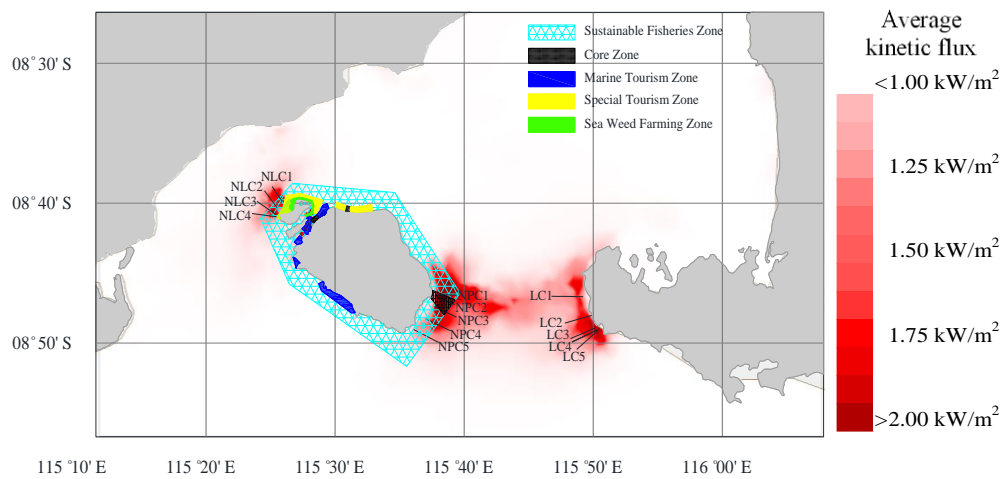 Sustainable Fisheries Zone
Core Zone
Marine Tourism Zone
Special Tourism Zone
Sea Weed Farming Zone
Average
kinetic flux
<1.00 kW/m²
1.25 kW/m²
1.50 kW/m²
1.75 kW/m²
>2.00 kW/m²
08°30' S
08°40' S
08°50' S
NLC1
NLC2
NLC3
NLC4
NPC1
NPC2
NPC3
NPC4
NPC5
LC1
LC2
LC3
LC4
LC5
115°10' E
115°20' E
115°30' E
115°40' E
115°50' E
116°00' E